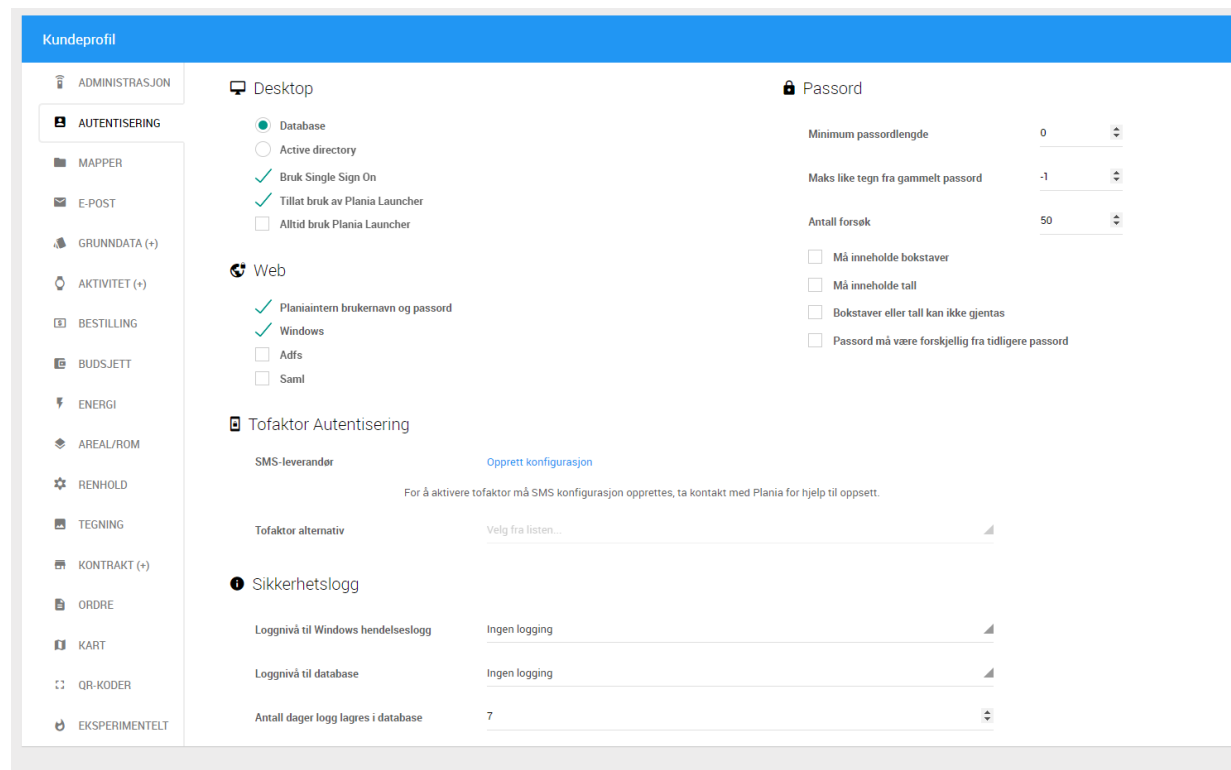 Kundeprofil
ADMINISTRASJON
AUTENTISERING
MAPPER
E-POST
GRUNNDATA (+)
AKTIVITET (+)
BESTILLING
BUDSJETT
ENERGI
AREAL/ROM
RENHOLD
TEGNING
KONTRAKT (+)
ORDRE
KART
QR-KODER
EKSPERIMENTELT
Desktop
Database
Active directory
Bruk Single Sign On
Tillat bruk av Plania Launcher
Alltid bruk Plania Launcher
Web
Planiaintern brukernavn og passord
Windows
Adfs
Saml
Passord
Minimum passordlengde 0
Maks like tegn fra gammelt passord -1
Antall forsøk 50
Må inneholde bokstaver
Må inneholde tall
Bokstaver eller tall kan ikke gjentas
Passord må være forskjellig fra tidligere passord
Tofaktor Autentisering
SMS-leverandør Opprett konfigurasjon
For å aktivere tofaktor må SMS konfigurasjon opprettes, ta kontakt med Plania for hjelp til oppsett.
Tofaktor alternativ Velg fra listen...
Sikkerhetslogg
Loggnivå til Windows hendelseslogg Ingen logging
Loggnivå til database Ingen logging
Antall dager logg lagres i database 7